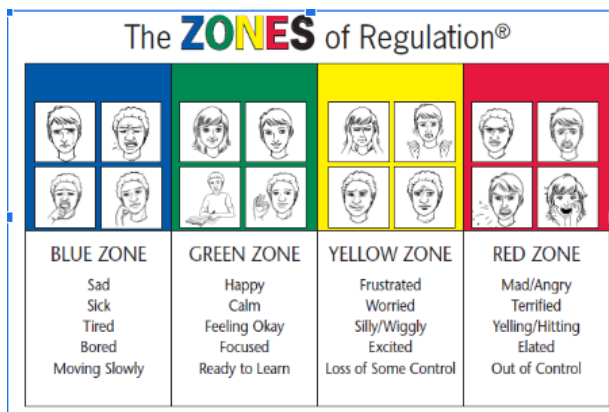 The ZONES of Regulation®
BLUE ZONE
Sad
Sick
Tired
Bored
Moving Slowly
GREEN ZONE
Happy
Calm
Feeling Okay
Focused
Ready to Learn
YELLOW ZONE
Frustrated
Worried
Silly/Wiggly
Excited
Loss of Some Control
RED ZONE
Mad/Angry
Terrified
Yelling/Hitting
Elated
Out of Control